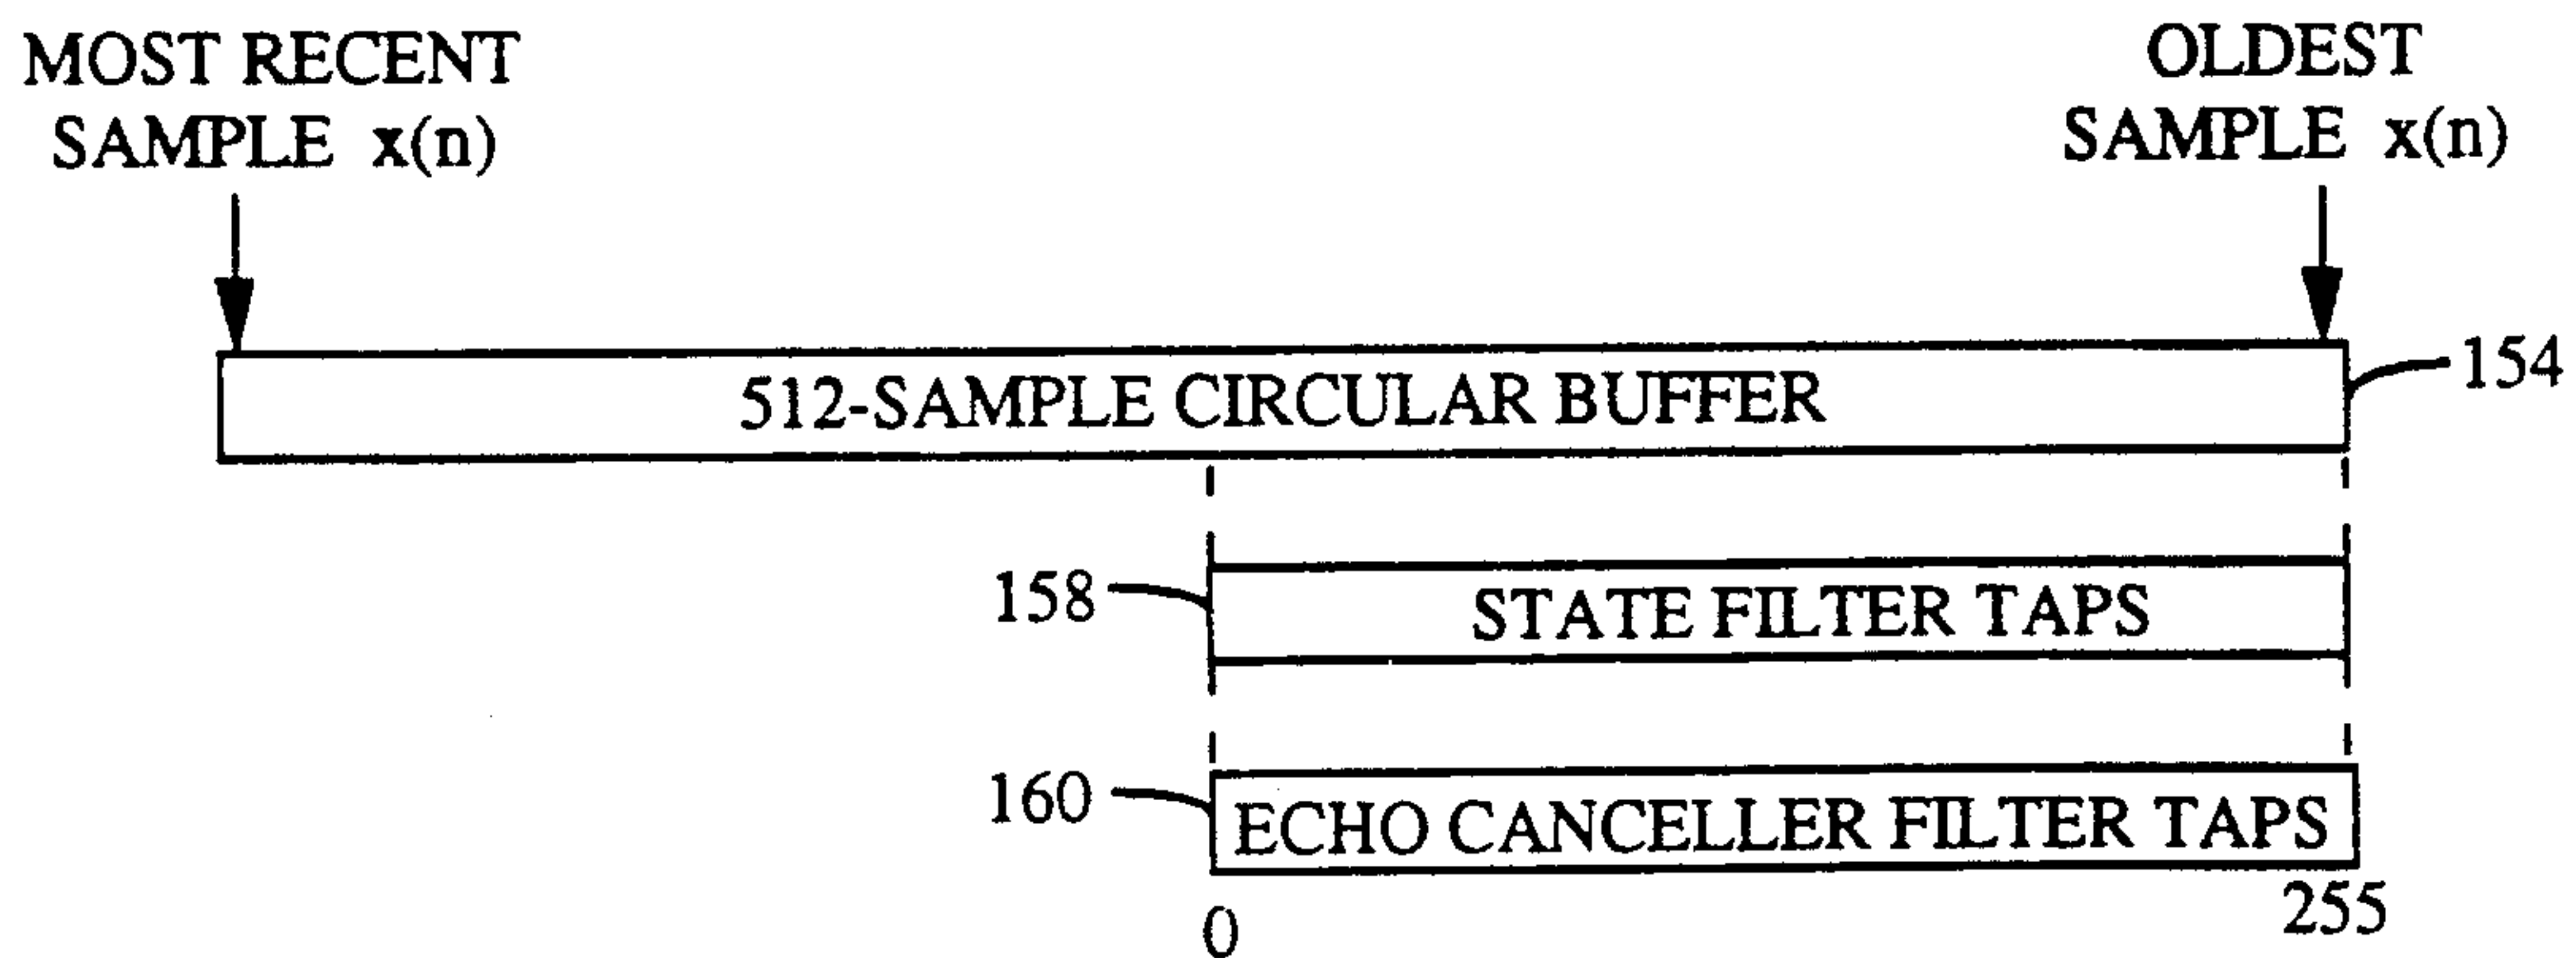 MOST RECENT
SAMPLE x(n)
OLDEST
SAMPLE x(n)
512-SAMPLE CIRCULAR BUFFER
154
158
STATE FILTER TAPS
160
ECHO CANCELLER FILTER TAPS
0
255